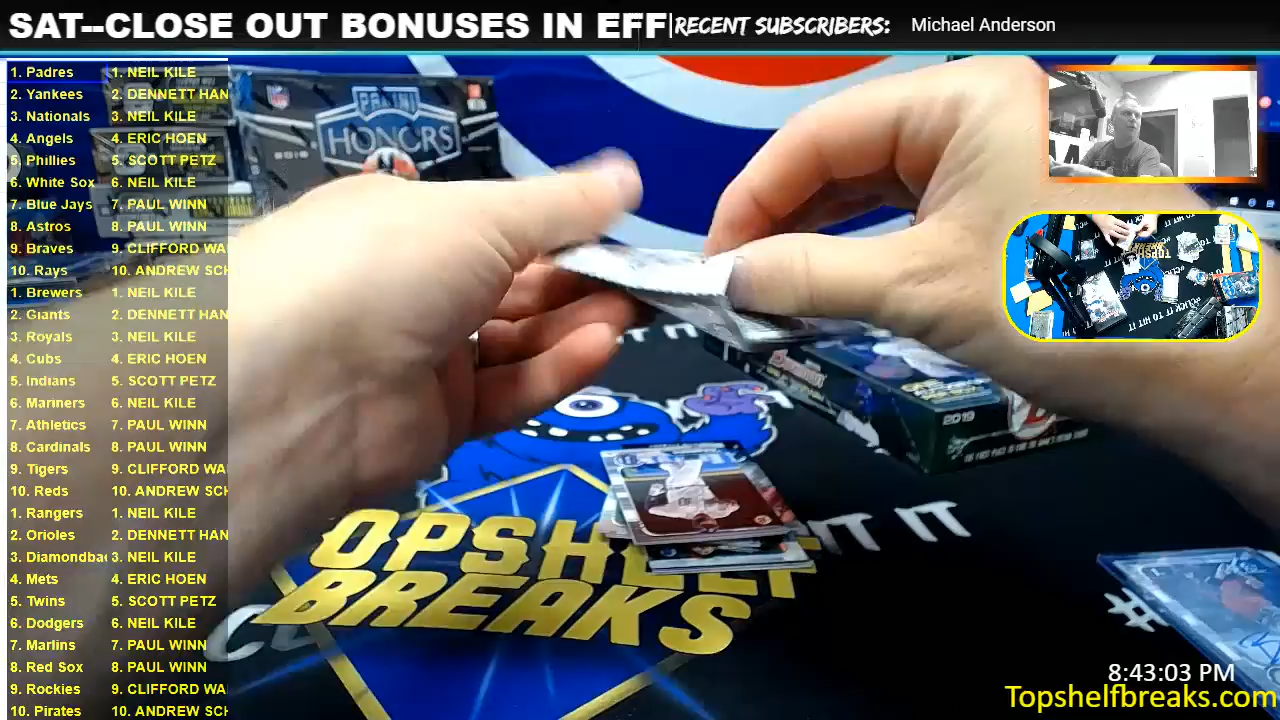 SAT--CLOSE OUT BONUSES IN EFF
RECENT SUBSCRIBERS: Michael Anderson
1. Padres 1. NEIL KILE
2. Yankees 2. DENNETT HAN
3. Nationals 3. NEIL KILE
4. Angels 4. ERIC HOEN
5. Phillies 5. SCOTT PETZ
6. White Sox 6. NEIL KILE
7. Blue Jays 7. PAUL WINN
8. Astros 8. PAUL WINN
9. Braves 9. CLIFFORD WA
10. Rays 10. ANDREW SCH
1. Brewers 1. NEIL KILE
2. Giants 2. DENNETT HAN
3. Royals 3. NEIL KILE
4. Cubs 4. ERIC HOEN
5. Indians 5. SCOTT PETZ
6. Mariners 6. NEIL KILE
7. Athletics 7. PAUL WINN
8. Cardinals 8. PAUL WINN
9. Tigers 9. CLIFFORD WA
10. Reds 10. ANDREW SCH
1. Rangers 1. NEIL KILE
2. Orioles 2. DENNETT HAN
3. Diamondba 3. NEIL KILE
4. Mets 4. ERIC HOEN
5. Twins 5. SCOTT PETZ
6. Dodgers 6. NEIL KILE
7. Marlins 7. PAUL WINN
8. Red Sox 8. PAUL WINN
9. Rockies 9. CLIFFORD WA
10. Pirates 10. ANDREW SCH
NFL
PANINI
HONORS
2019
OPSHELF
BREAKS
IT IT
#
8:43:03 PM
Topshelfbreaks.com